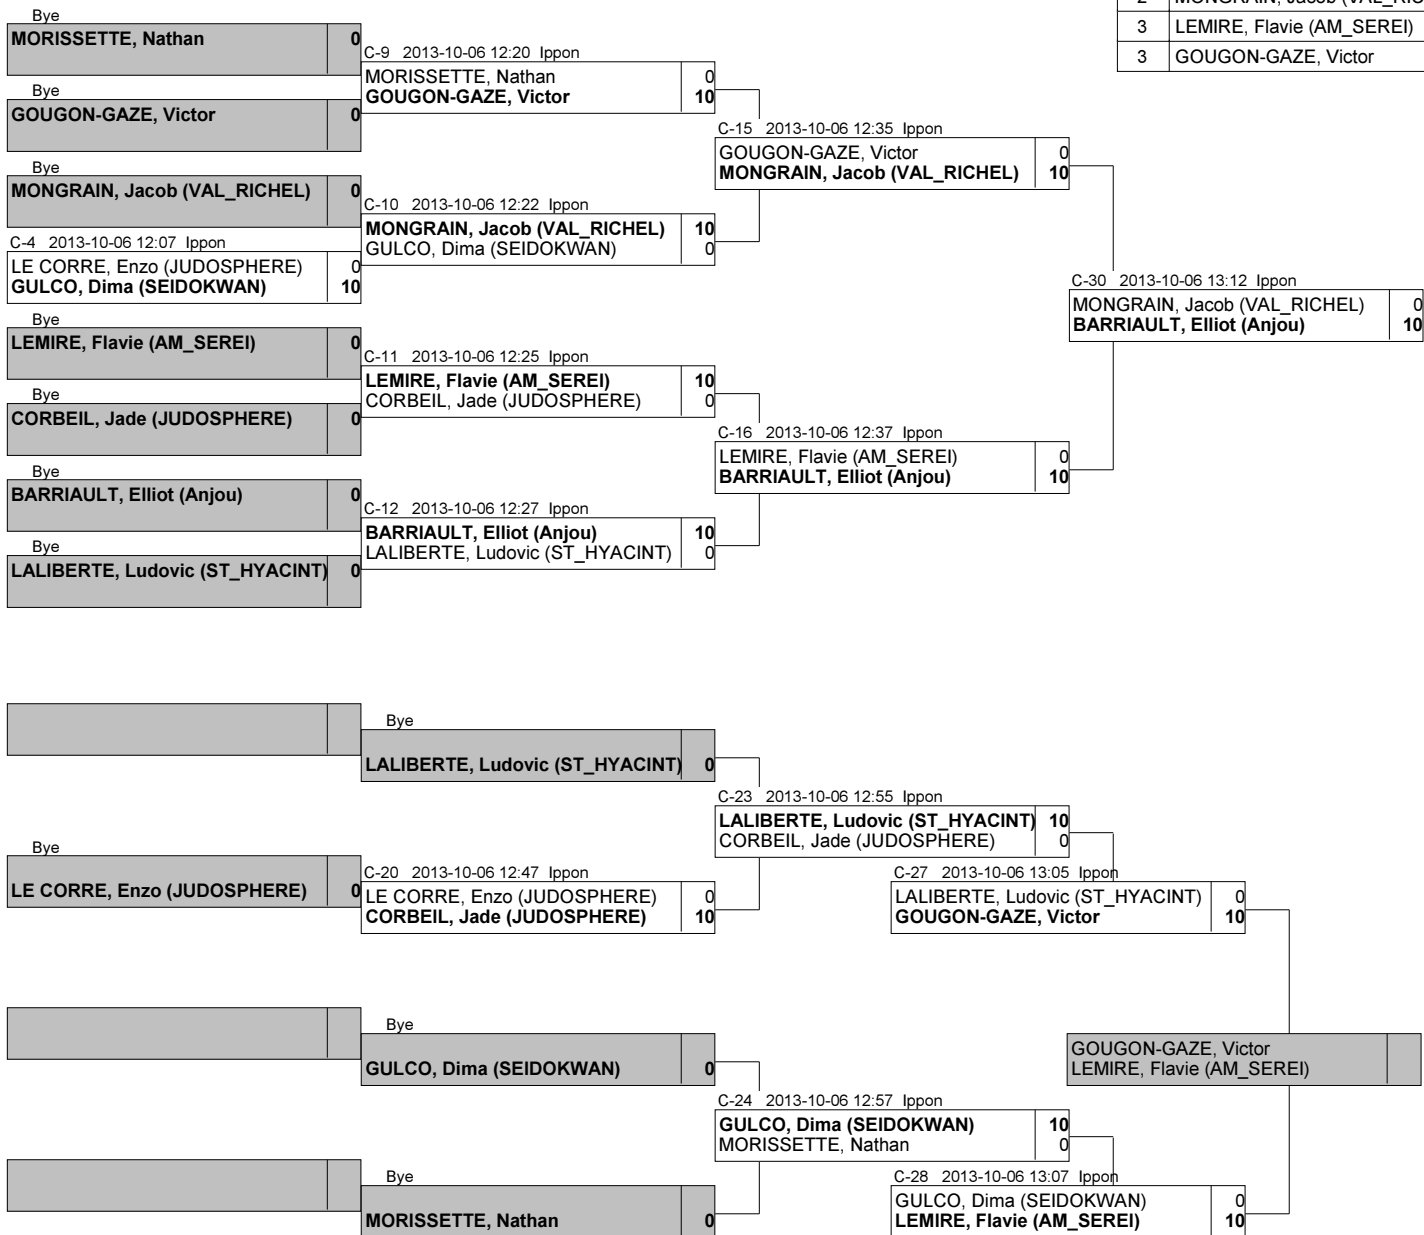 2 MONGRAIN, Jacob
3 LEMIRE, Flavie (AM_SEREI)
3 GOUGON-GAZE, Victor
Bye
MORISSETTE, Nathan 0
Bye
GOUGON-GAZE, Victor 0
Bye
MONGRAIN, Jacob (VAL_RICHEL) 0
C-4 2013-10-06 12:07 Ippon
LE CORRE, Enzo (JUDOSPHERE) 0
GULCO, Dima (SEIDOKWAN) 10
Bye
LEMIRE, Flavie (AM_SEREI) 0
Bye
CORBEIL, Jade (JUDOSPHERE) 0
Bye
BARRIAULT, Elliot (Anjou) 0
Bye
LALIBERTE, Ludovic (ST_HYACINT) 0
C-9 2013-10-06 12:20 Ippon
MORISSETTE, Nathan 0
GOUGON-GAZE, Victor 10
C-10 2013-10-06 12:22 Ippon
MONGRAIN, Jacob (VAL_RICHEL) 10
GULCO, Dima (SEIDOKWAN) 0
C-11 2013-10-06 12:25 Ippon
LEMIRE, Flavie (AM_SEREI) 10
CORBEIL, Jade (JUDOSPHERE) 0
C-12 2013-10-06 12:27 Ippon
BARRIAULT, Elliot (Anjou) 10
LALIBERTE, Ludovic (ST_HYACINT) 0
C-15 2013-10-06 12:35 Ippon
GOUGON-GAZE, Victor 0
MONGRAIN, Jacob (VAL_RICHEL) 10
C-16 2013-10-06 12:37 Ippon
LEMIRE, Flavie (AM_SEREI) 0
BARRIAULT, Elliot (Anjou) 10
C-30 2013-10-06 13:12 Ippon
MONGRAIN, Jacob (VAL_RICHEL) 0
BARRIAULT, Elliot (Anjou) 10
Bye
LALIBERTE, Ludovic (ST_HYACINT) 0
Bye
LE CORRE, Enzo (JUDOSPHERE) 0
C-20 2013-10-06 12:47 Ippon
LE CORRE, Enzo (JUDOSPHERE) 0
CORBEIL, Jade (JUDOSPHERE) 10
C-23 2013-10-06 12:55 Ippon
LALIBERTE, Ludovic (ST_HYACINT) 10
CORBEIL, Jade (JUDOSPHERE) 0
C-27 2013-10-06 13:05 Ippon
LALIBERTE, Ludovic (ST_HYACINT) 0
GOUGON-GAZE, Victor 10
Bye
GULCO, Dima (SEIDOKWAN) 0
Bye
MORISSETTE, Nathan 0
C-24 2013-10-06 12:57 Ippon
GULCO, Dima (SEIDOKWAN) 10
MORISSETTE, Nathan 0
C-28 2013-10-06 13:07 Ippon
GULCO, Dima (SEIDOKWAN) 0
LEMIRE, Flavie (AM_SEREI) 10
GOUGON-GAZE, Victor
LEMIRE, Flavie (AM_SEREI)